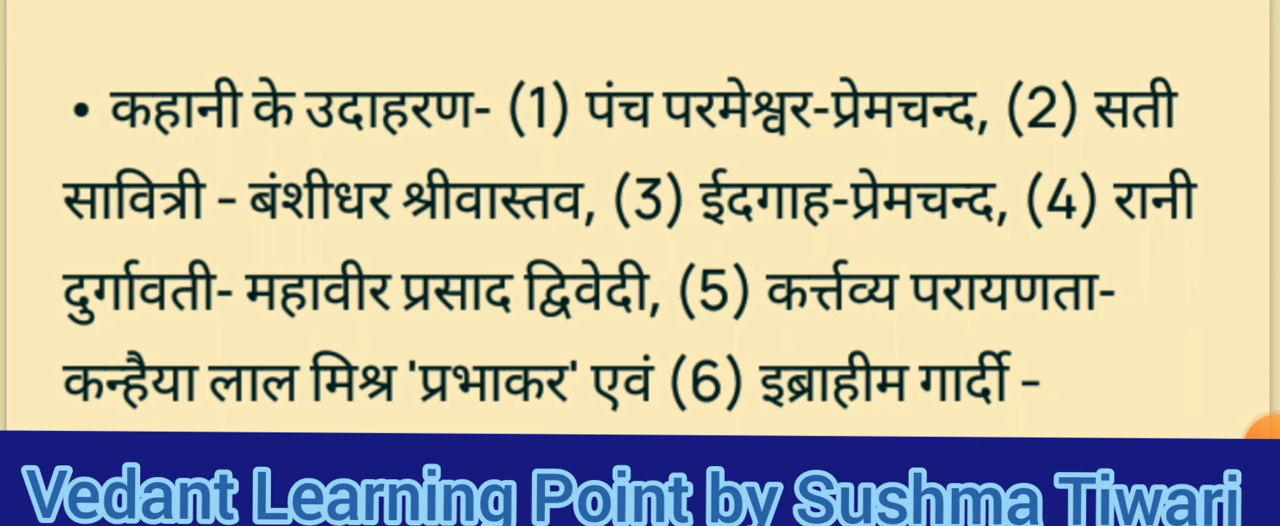 • कहानी के उदाहरण- (1) पंच परमेश्वर-प्रेमचन्द, (2) सती
सावित्री - बंशीधर श्रीवास्तव, (3) ईदगाह-प्रेमचन्द, (4) रानी
दुर्गावती- महावीर प्रसाद द्विवेदी, (5) कर्त्तव्य परायणता-
कन्हैया लाल मिश्र 'प्रभाकर' एवं (6) इब्राहीम गार्दी -
Vedant Learning Point by Sushma Tiwari